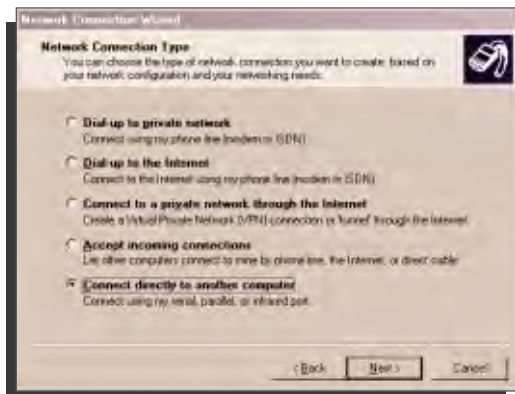 Network Connection Wizard
Network Connection Type
You can choose the type of network connection you want to create, based on
your network configuration and your networking needs.
Dial-up to private network
Connect using my phone line (modem or ISDN).
Dial-up to the Internet
Connect to the Internet using my phone line (modem or ISDN).
Connect to a private network through the Internet
Create a Virtual Private Network (VPN) connection or 'tunnel' through the Internet.
Accept incoming connections
Let other computers connect to mine by phone line, the Internet, or direct cable.
Connect directly to another computer
Connect using my serial, parallel, or infrared port.
< Back
Next >
Cancel